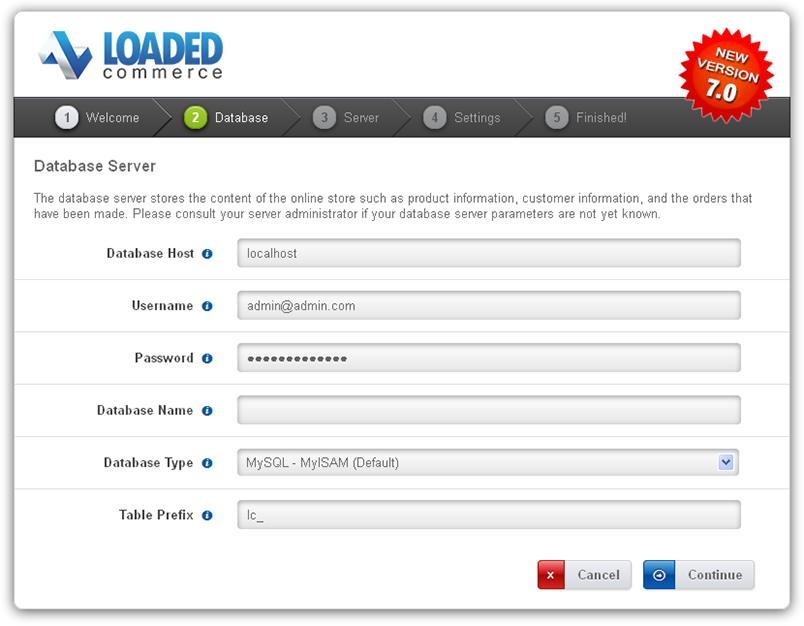 LOADED
commerce
NEW
VERSION
7.0
1 Welcome 2 Database 3 Server 4 Settings 5 Finished!
Database Server
The database server stores the content of the online store such as product information, customer information, and the orders that
have been made. Please consult your server administrator if your database server parameters are not yet known.
Database Host i localhost
Username i admin@admin.com
Password i •••••••••••••
Database Name i
Database Type i MySQL - MyISAM (Default)
Table Prefix i lc_
x Cancel Continue